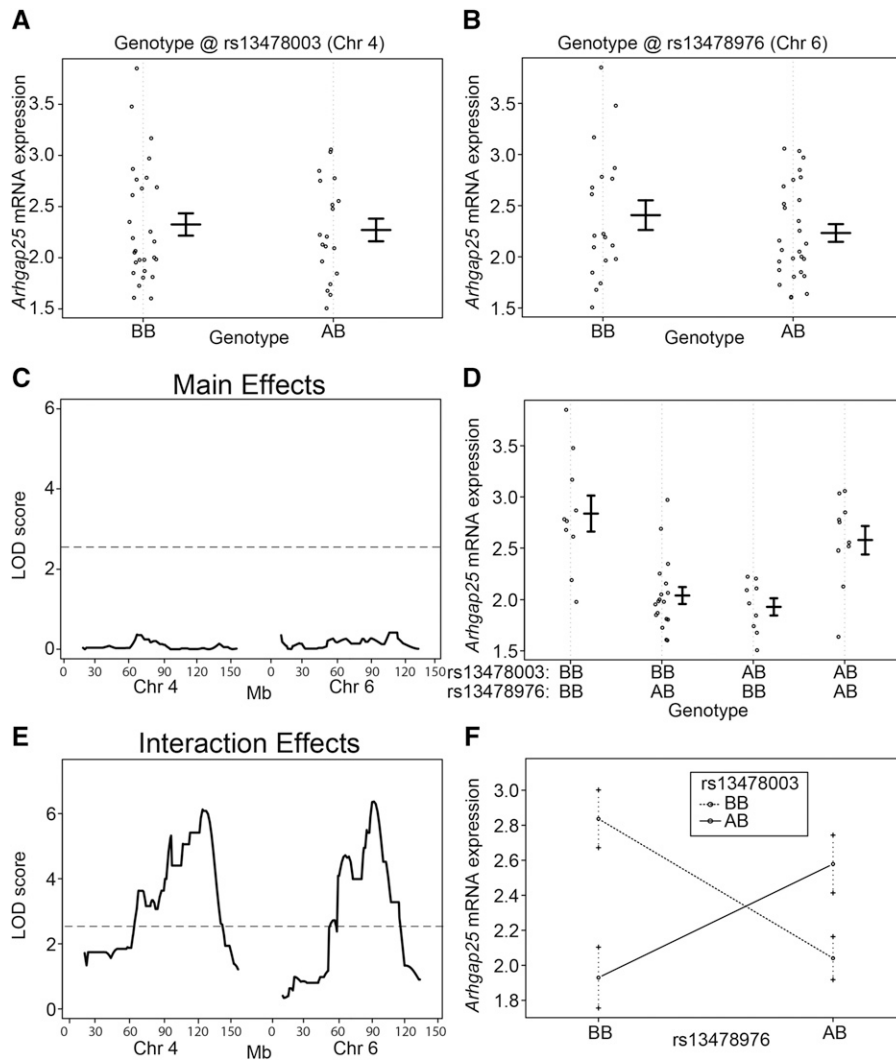 A
Genotype @ rs13478003 (Chr 4)
Arhgap25 mRNA expression
3.5
3.0
2.5
2.0
1.5
BB
AB
Genotype
B
Genotype @ rs13478976 (Chr 6)
Arhgap25 mRNA expression
3.5
3.0
2.5
2.0
1.5
BB
AB
Genotype
C
Main Effects
LOD score
6
4
2
0
0 30 60 90 120 150 0 30 60 90 120 150
Chr 4 Mb Chr 6
D
Arhgap25 mRNA expression
3.5
3.0
2.5
2.0
1.5
rs13478003: BB BB AB AB
rs13478976: BB AB BB AB
Genotype
E
Interaction Effects
LOD score
6
4
2
0
0 30 60 90 120 150 0 30 60 90 120 150
Chr 4 Mb Chr 6
F
Arhgap25 mRNA expression
3.0
2.8
2.6
2.4
2.2
2.0
1.8
rs13478003
BB
AB
BB
AB
rs13478976